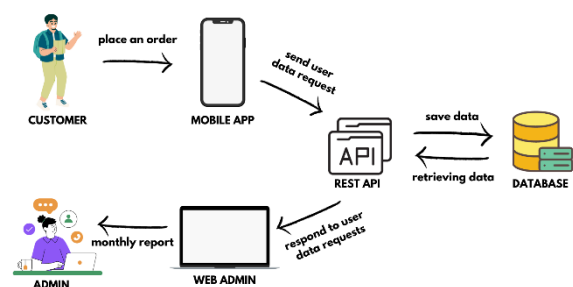 place an order
CUSTOMER
MOBILE APP
send user
data request
API
REST API
save data
retrieving data
DATABASE
respond to user
data requests
WEB ADMIN
monthly report
ADMIN